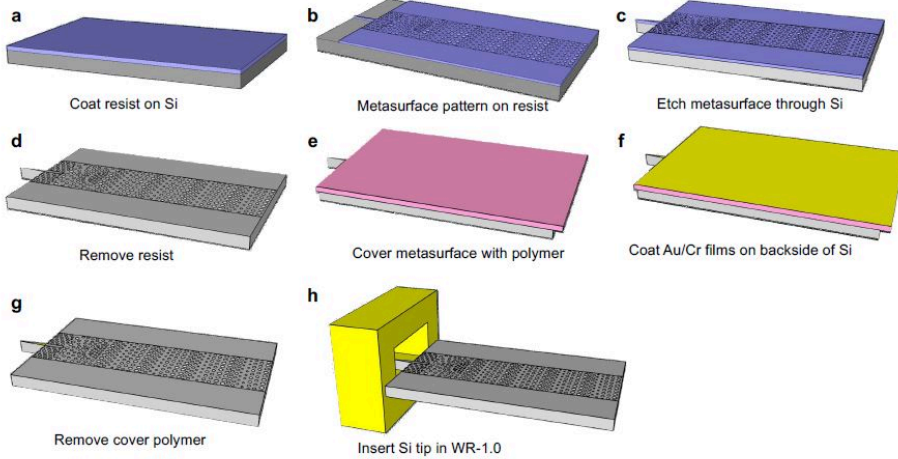 a
Coat resist on Si
b
Metasurface pattern on resist
c
Etch metasurface through Si
d
Remove resist
e
Cover metasurface with polymer
f
Coat Au/Cr films on backside of Si
g
Remove cover polymer
h
Insert Si tip in WR-1.0